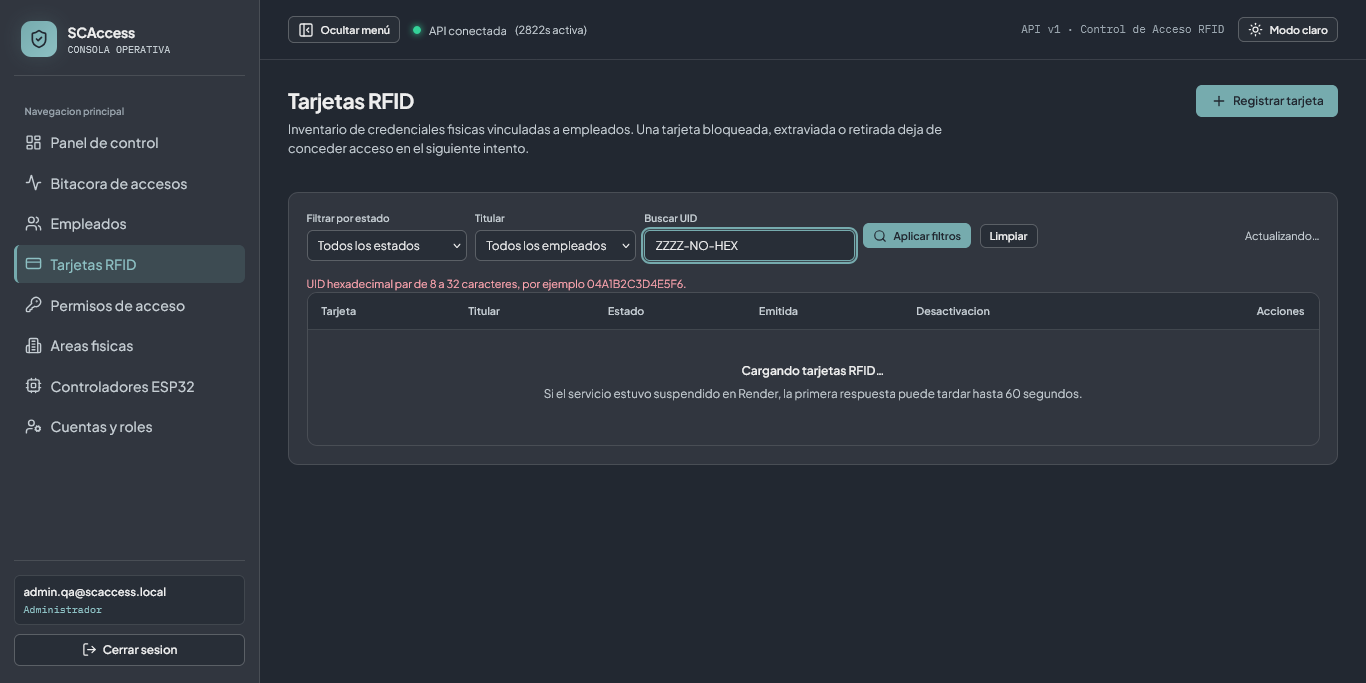 SCAccess
CONSOLA OPERATIVA
Navegacion principal
Panel de control
Bitacora de accesos
Empleados
Tarjetas RFID
Permisos de acceso
Areas fisicas
Controladores ESP32
Cuentas y roles
admin.qa@scaccess.local
Administrador
Cerrar sesion
Ocultar menú
API conectada (2822s activa)
API v1 · Control de Acceso RFID
Modo claro
Tarjetas RFID
Registrar tarjeta
Inventario de credenciales fisicas vinculadas a empleados. Una tarjeta bloqueada, extraviada o retirada deja de
conceder acceso en el siguiente intento.
Filtrar por estado
Titular
Buscar UID
Todos los estados
Todos los empleados
ZZZZ-NO-HEX
Aplicar filtros
Limpiar
Actualizando…
UID hexadecimal par de 8 a 32 caracteres, por ejemplo 04A1B2C3D4E5F6.
Tarjeta Titular Estado Emitida Desactivacion Acciones
Cargando tarjetas RFID…
Si el servicio estuvo suspendido en Render, la primera respuesta puede tardar hasta 60 segundos.